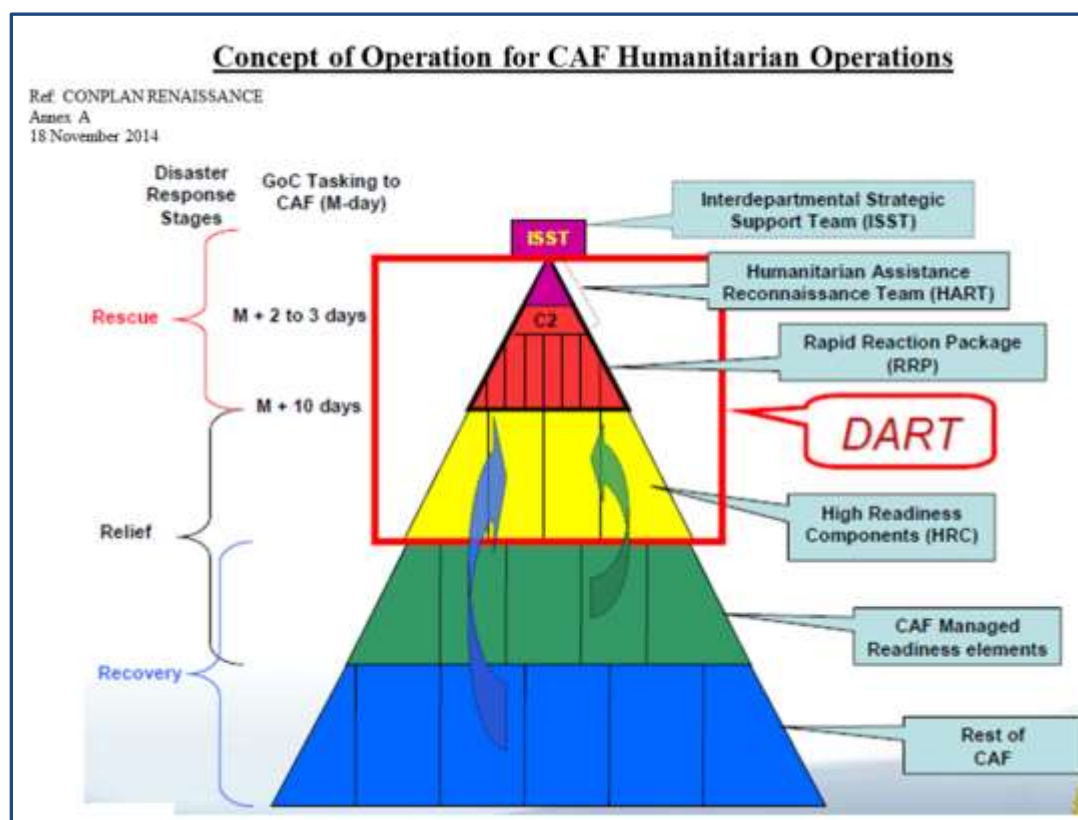 Concept of Operation for CAF Humanitarian Operations
Ref: CONPLAN RENAISSANCE
Annex A
18 November 2014
Disaster
Response
Stages
GoC Tasking to
CAF (M-day)
Interdepartmental Strategic
Support Team (ISST)
ISST
Humanitarian Assistance
Reconnaissance Team (HART)
Rescue
M + 2 to 3 days
C2
Rapid Reaction Package
(RRP)
M + 10 days
DART
High Readiness
Components (HRC)
Relief
CAF Managed
Readiness elements
Recovery
Rest of
CAF